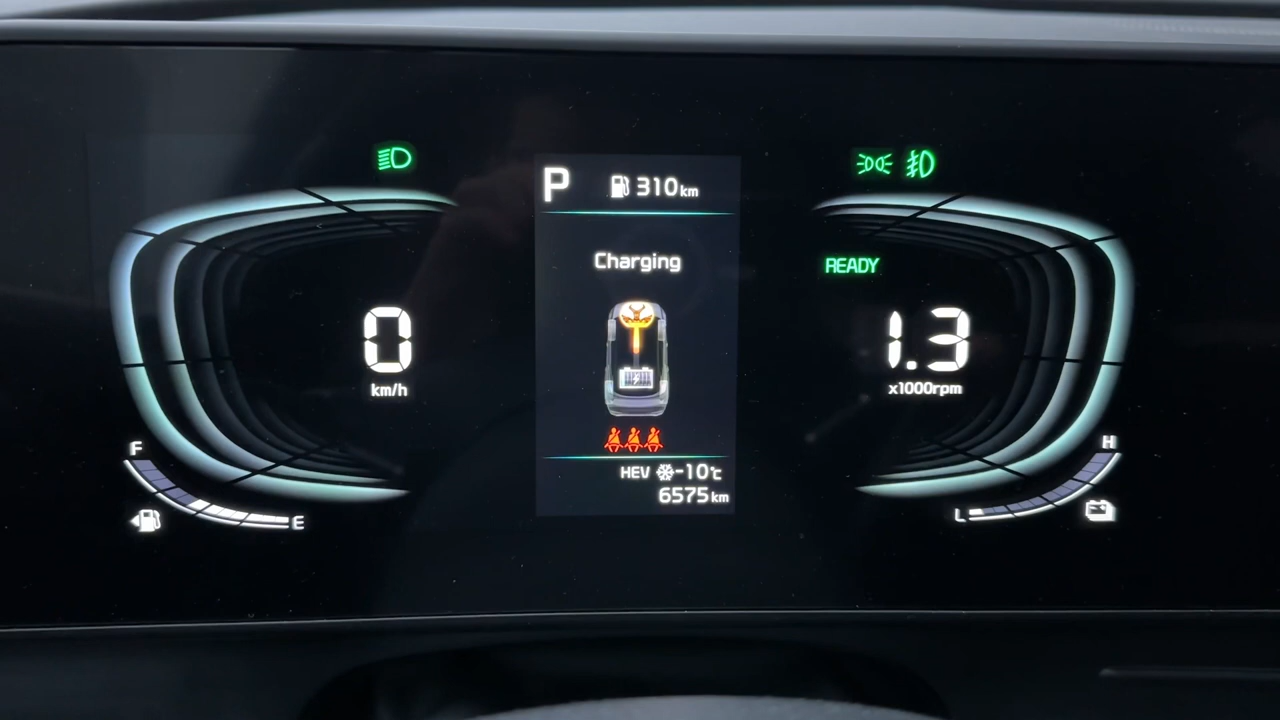 P 310km
Charging
READY
0
km/h
1.3
x1000rpm
F
E
H
L
HEV -10℃
6575km